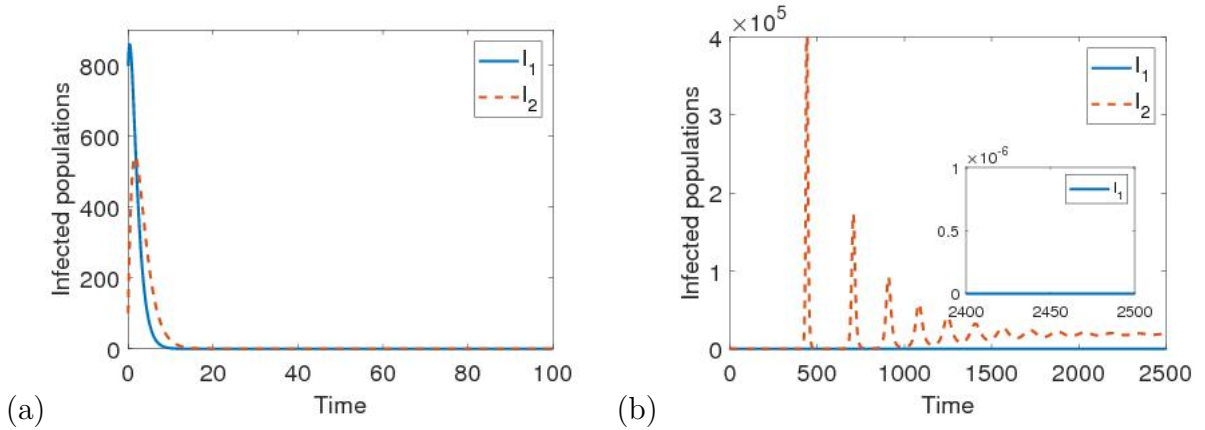 (a)
Infected populations
800
600
400
200
0
0 20 40 60 80 100
Time
I1
I2
(b)
Infected populations
×10^5
4
3
2
1
0
0 500 1000 1500 2000 2500
Time
I1
I2
×10^-6
1
0.5
0
2400 2450 2500
I1